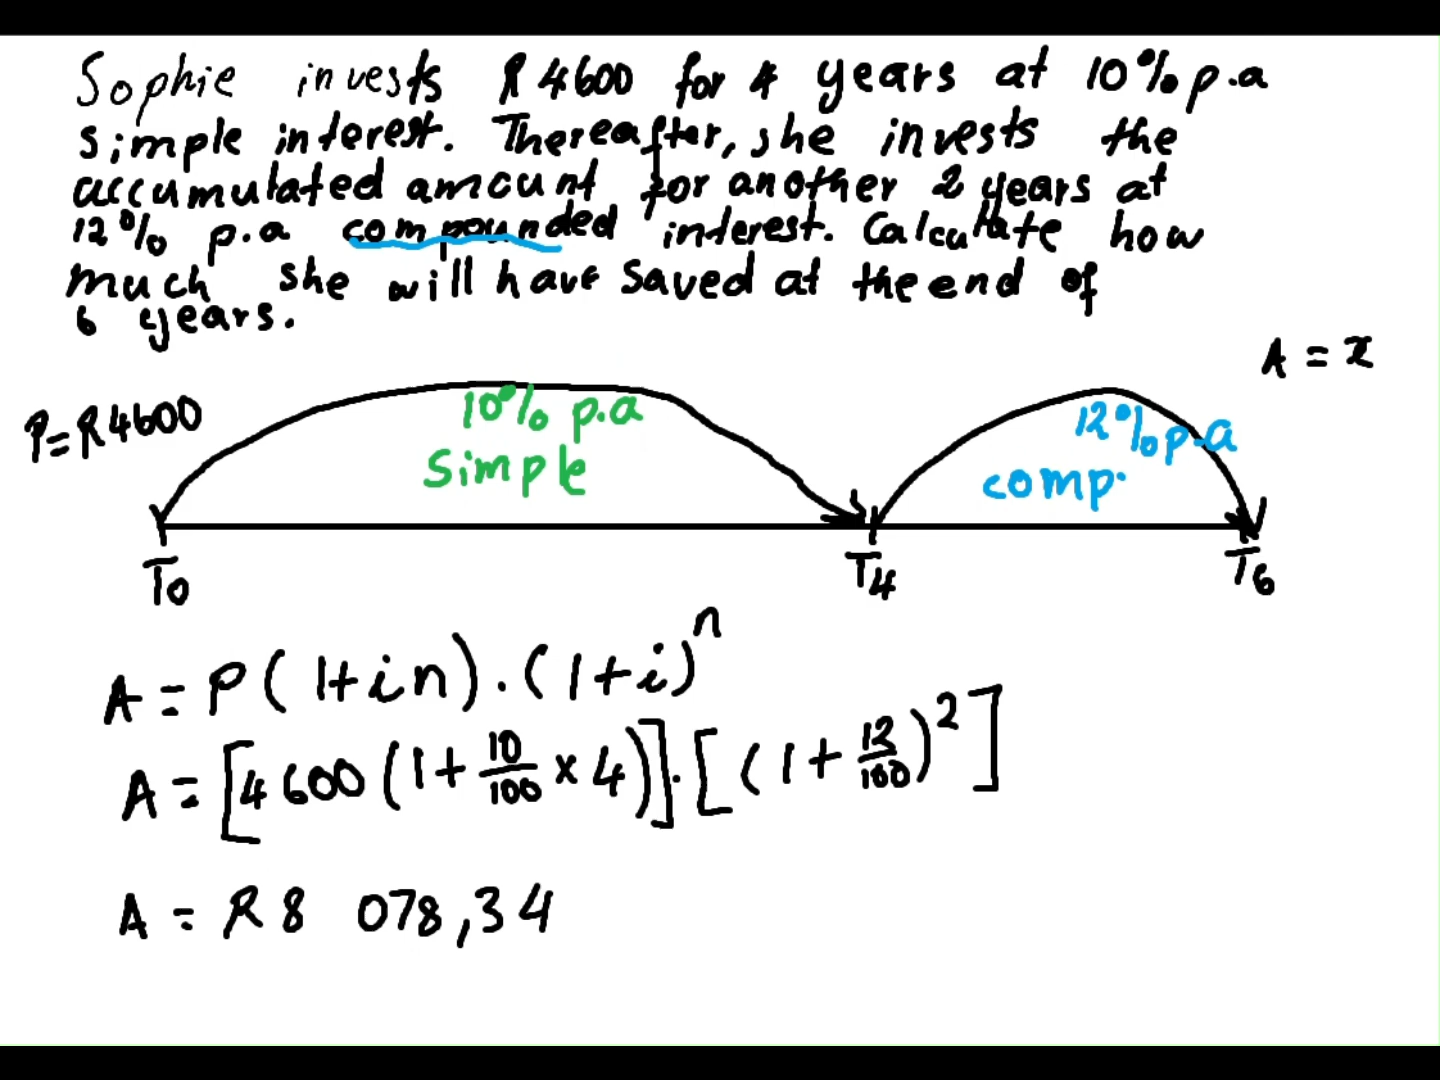 Sophie invests R4600 for 4 years at 10% p.a
simple interest. Thereafter, she invests the
accumulated amount for another 2 years at
12% p.a compounded interest. Calculate how
much she will have saved at the end of
6 years.
A = x
P=R4600
10% p.a
simple
12% p.a
comp.
T0
T4
T6
A = P(1+in).(1+i)^n
A = [4600(1+10/100×4)].[(1+12/100)^2]
A = R8 078,34